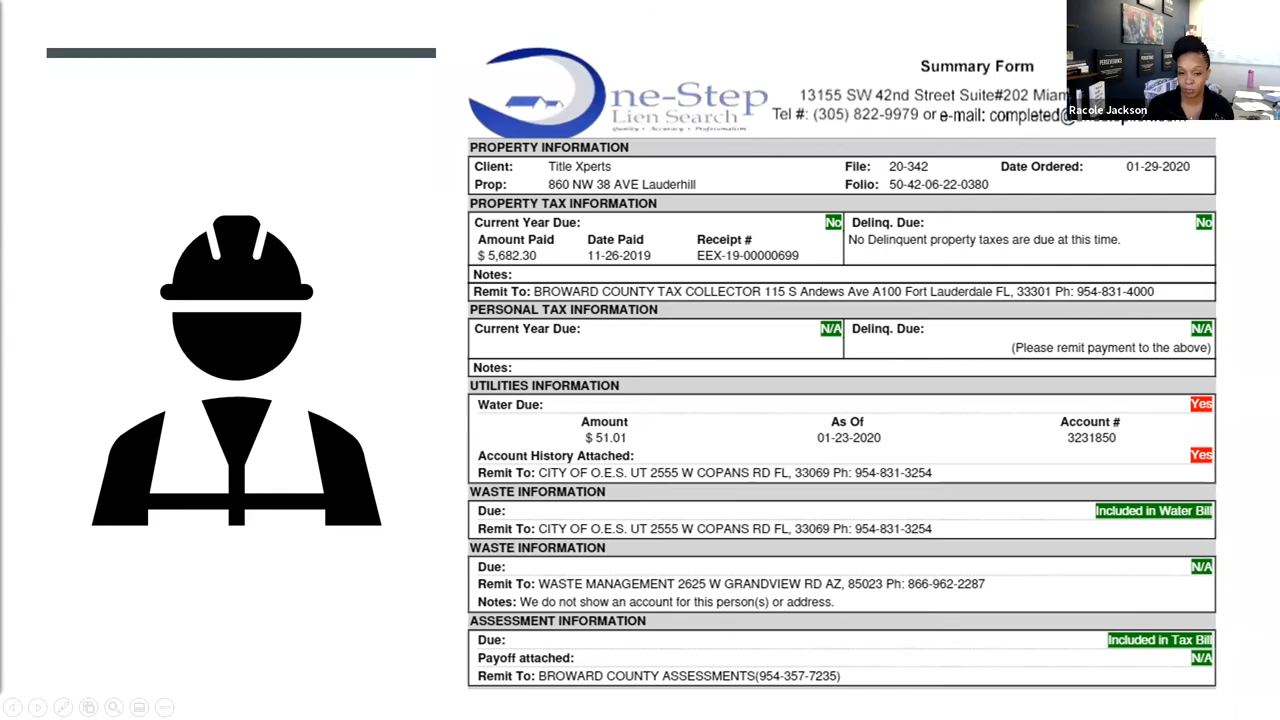 Summary Form
ne-Step
Lien Search
Quality - Accuracy - Professionalism
13155 SW 42nd Street Suite#202 Miam
Tel #: (305) 822-9979 or e-mail: completed@
Racole Jackson
PERSEVERANCE
PROPERTY INFORMATION
Client: Title Xperts File: 20-342 Date Ordered: 01-29-2020
Prop: 860 NW 38 AVE Lauderhill Folio: 50-42-06-22-0380
PROPERTY TAX INFORMATION
Current Year Due: No Delinq. Due: No
Amount Paid Date Paid Receipt # No Delinquent property taxes are due at this time.
$ 5,682.30 11-26-2019 EEX-19-00000699
Notes:
Remit To: BROWARD COUNTY TAX COLLECTOR 115 S Andews Ave A100 Fort Lauderdale FL, 33301 Ph: 954-831-4000
PERSONAL TAX INFORMATION
Current Year Due: N/A Delinq. Due: N/A
(Please remit payment to the above)
Notes:
UTILITIES INFORMATION
Water Due: Yes
Amount As Of Account #
$ 51.01 01-23-2020 3231850
Account History Attached: Yes
Remit To: CITY OF O.E.S. UT 2555 W COPANS RD FL, 33069 Ph: 954-831-3254
WASTE INFORMATION
Due: Included in Water Bill
Remit To: CITY OF O.E.S. UT 2555 W COPANS RD FL, 33069 Ph: 954-831-3254
WASTE INFORMATION
Due: N/A
Remit To: WASTE MANAGEMENT 2625 W GRANDVIEW RD AZ, 85023 Ph: 866-962-2287
Notes: We do not show an account for this person(s) or address.
ASSESSMENT INFORMATION
Due: Included in Tax Bill
Payoff attached: N/A
Remit To: BROWARD COUNTY ASSESSMENTS(954-357-7235)